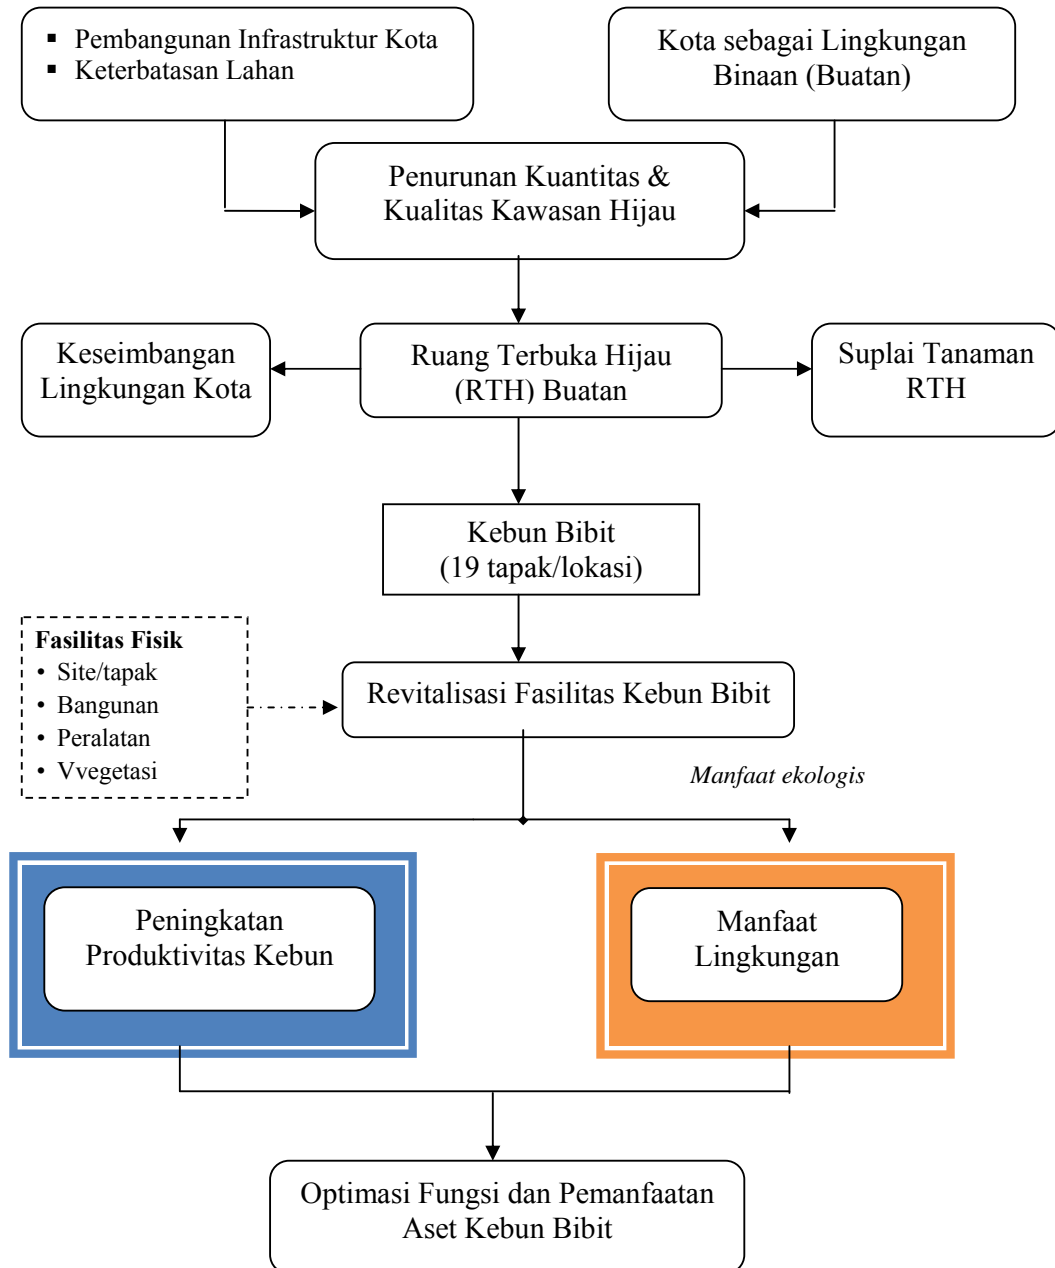 ▪ Pembangunan Infrastruktur Kota
▪ Keterbatasan Lahan
Kota sebagai Lingkungan
Binaan (Buatan)
Penurunan Kuantitas &
Kualitas Kawasan Hijau
Keseimbangan
Lingkungan Kota
Ruang Terbuka Hijau
(RTH) Buatan
Suplai Tanaman
RTH
Kebun Bibit
(19 tapak/lokasi)
Fasilitas Fisik
• Site/tapak
• Bangunan
• Peralatan
• Vvegetasi
Revitalisasi Fasilitas Kebun Bibit
Manfaat ekologis
Peningkatan
Produktivitas Kebun
Manfaat
Lingkungan
Optimasi Fungsi dan Pemanfaatan
Aset Kebun Bibit